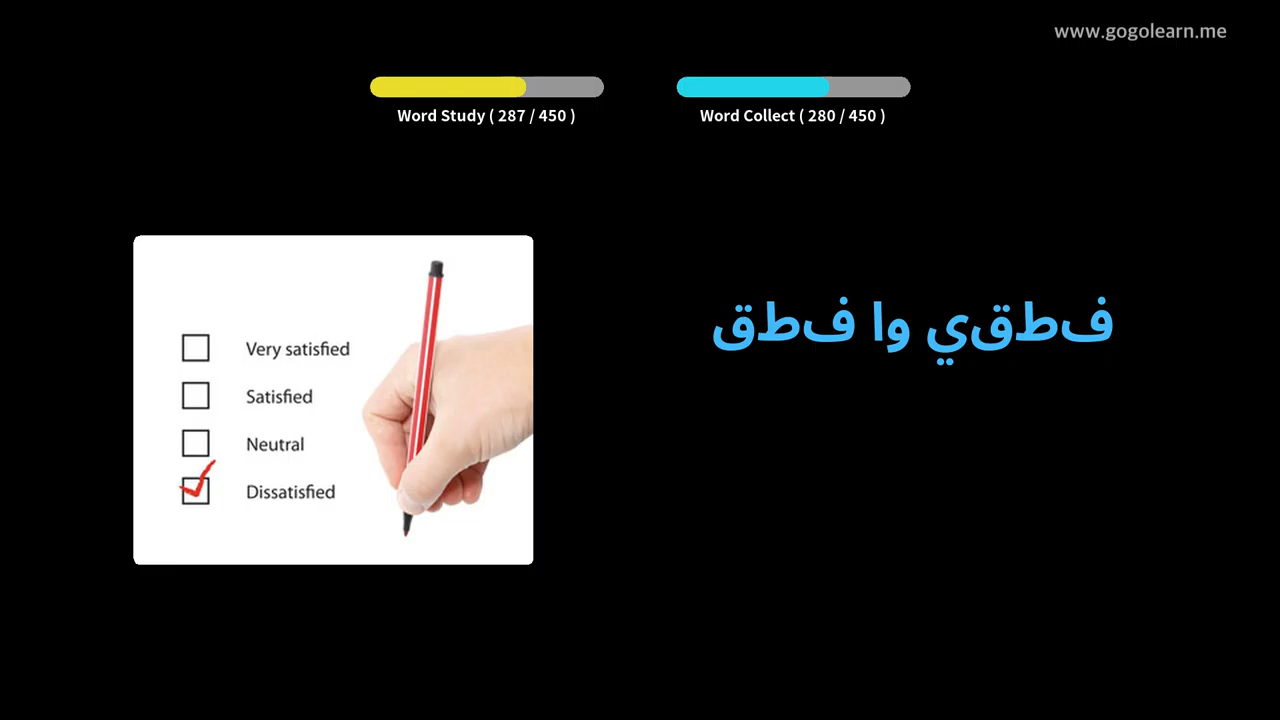 www.gogolearn.me
Word Study ( 287 / 450 )
Word Collect ( 280 / 450 )
فطقي وا فطق
Very satisfied
Satisfied
Neutral
Dissatisfied